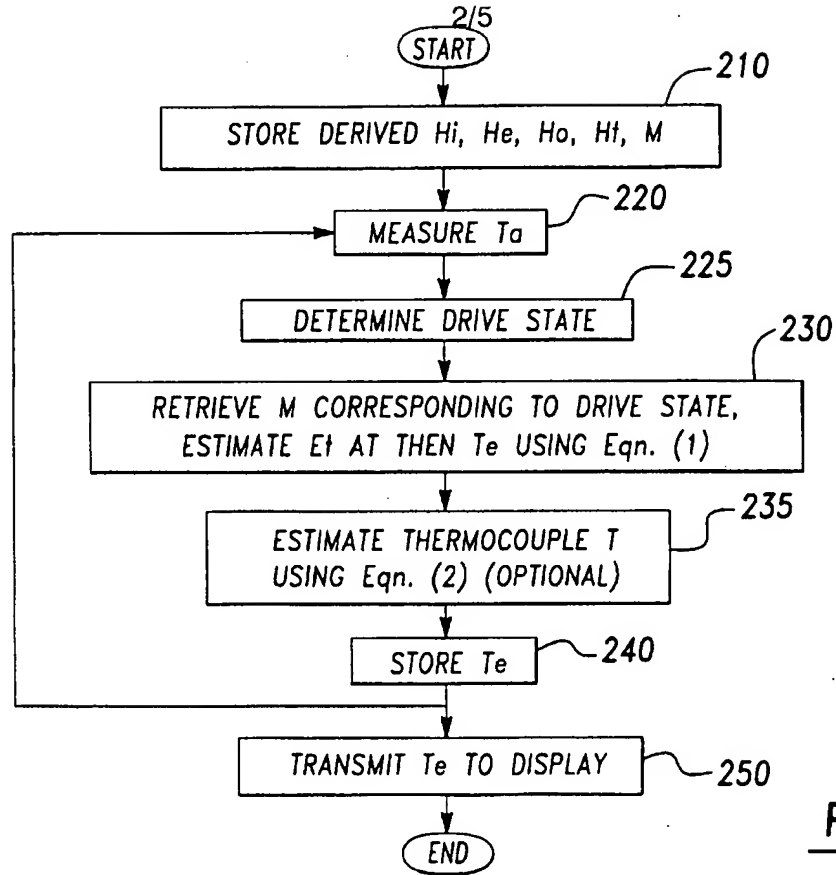 2/5
START
210
STORE DERIVED Hi, He, Ho, Ht, M
220
MEASURE Ta
225
DETERMINE DRIVE STATE
230
RETRIEVE M CORRESPONDING TO DRIVE STATE,
ESTIMATE Et AT THEN Te USING Eqn. (1)
235
ESTIMATE THERMOCOUPLE T
USING Eqn. (2) (OPTIONAL)
STORE Te
240
TRANSMIT Te TO DISPLAY
250
END